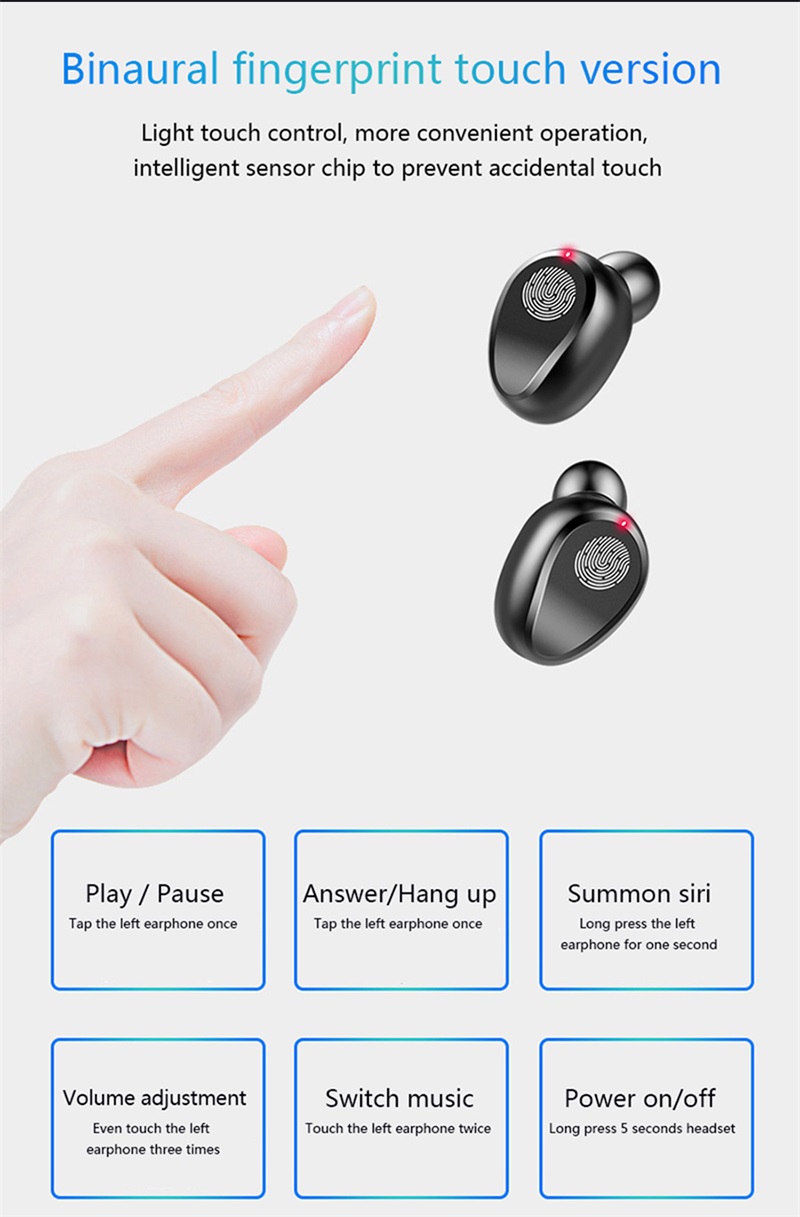 Binaural fingerprint touch version
Light touch control, more convenient operation,
intelligent sensor chip to prevent accidental touch
Play / Pause
Tap the left earphone once
Answer/Hang up
Tap the left earphone once
Summon siri
Long press the left
earphone for one second
Volume adjustment
Even touch the left
earphone three times
Switch music
Touch the left earphone twice
Power on/off
Long press 5 seconds headset